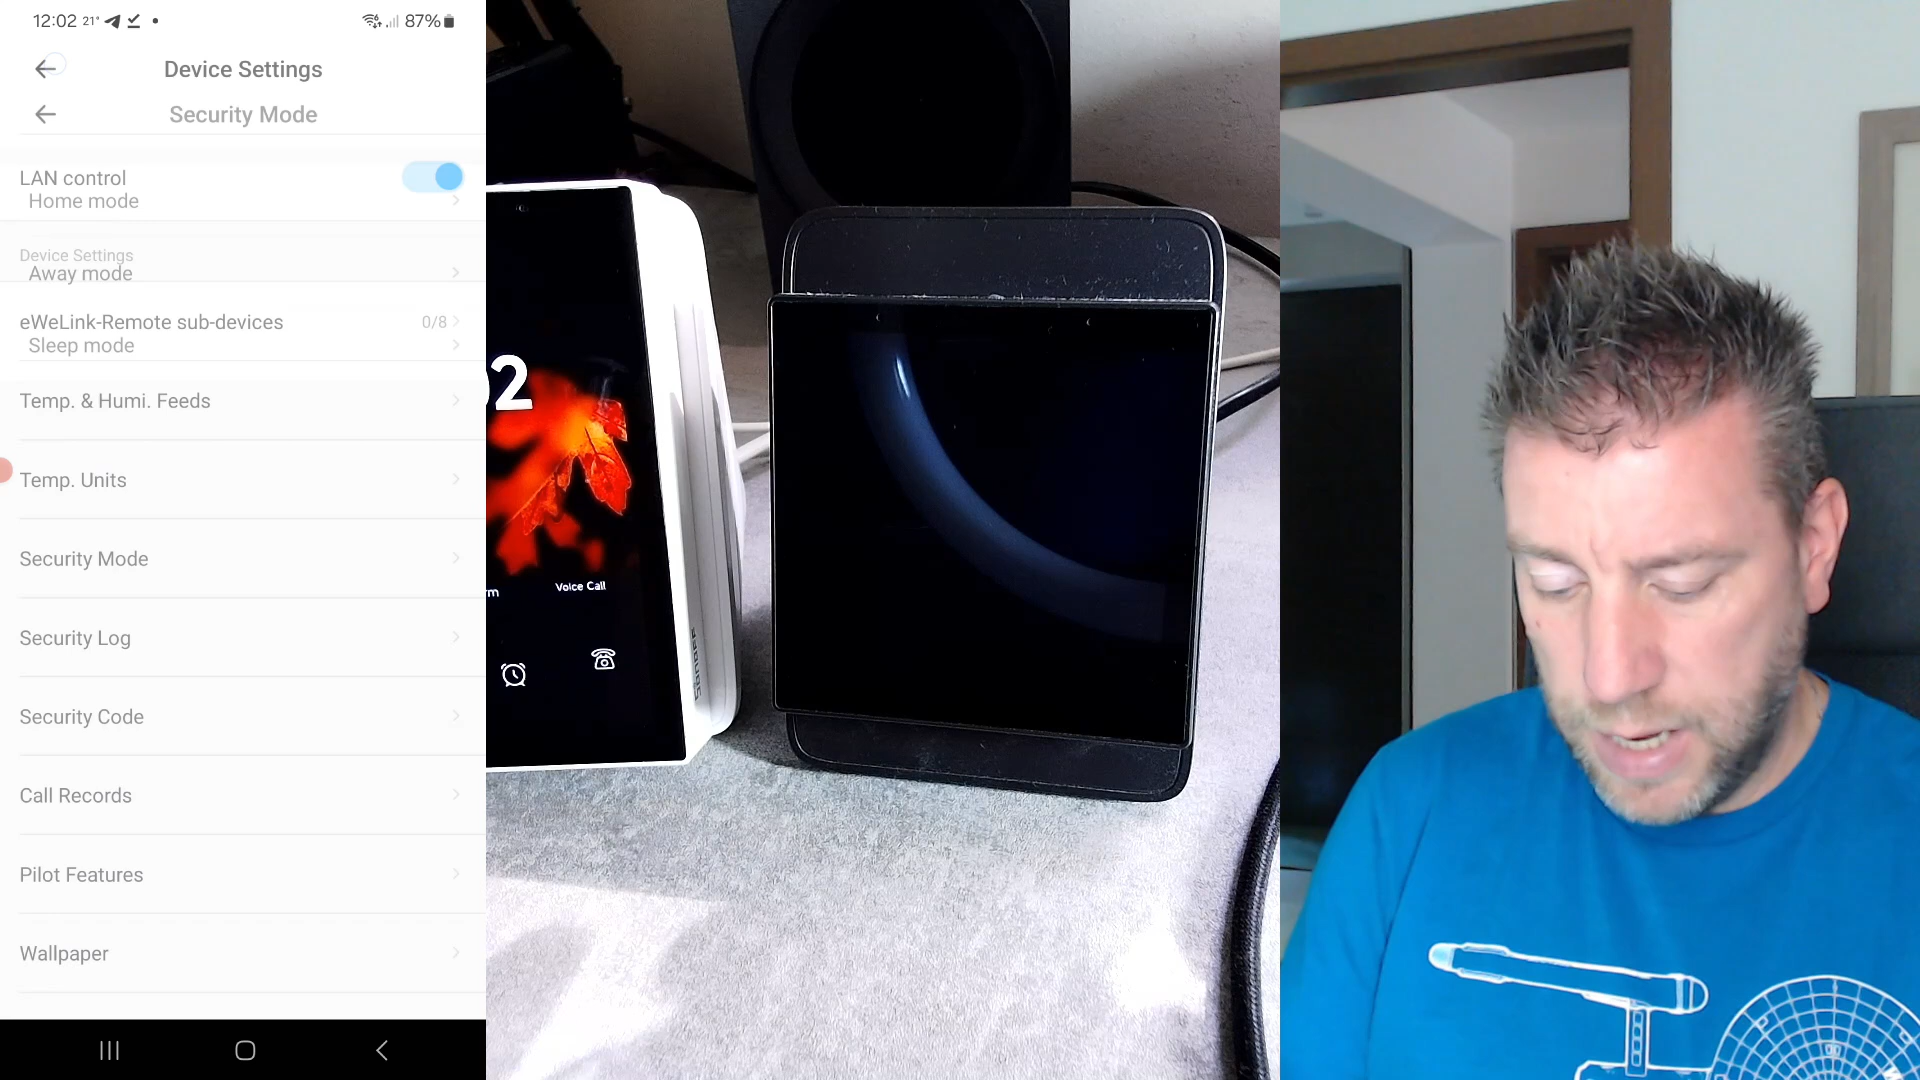 12:02 21° 87%
Device Settings
Security Mode
LAN control
Home mode
Device Settings
Away mode
eWeLink-Remote sub-devices 0/8
Sleep mode
Temp. & Humi. Feeds
Temp. Units
Security Mode
Security Log
Security Code
Call Records
Pilot Features
Wallpaper
2
m
Voice Call
SONOFF